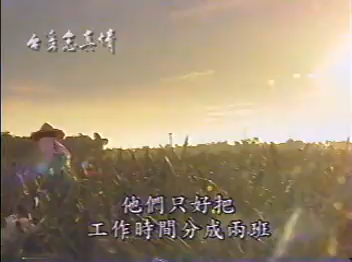 台灣念真情
他們只好把
工作時間分成兩班